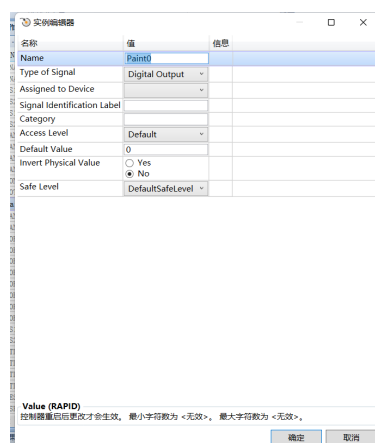 实例编辑器
名称 值 信息
Name Paint0
Type of Signal Digital Output
Assigned to Device
Signal Identification Label
Category
Access Level Default
Default Value 0
Invert Physical Value Yes
No
Safe Level DefaultSafeLevel
Value (RAPID)
控制器重启后更改才会生效。 最小字符数为 <无效>。 最大字符数为 <无效>。
确定 取消